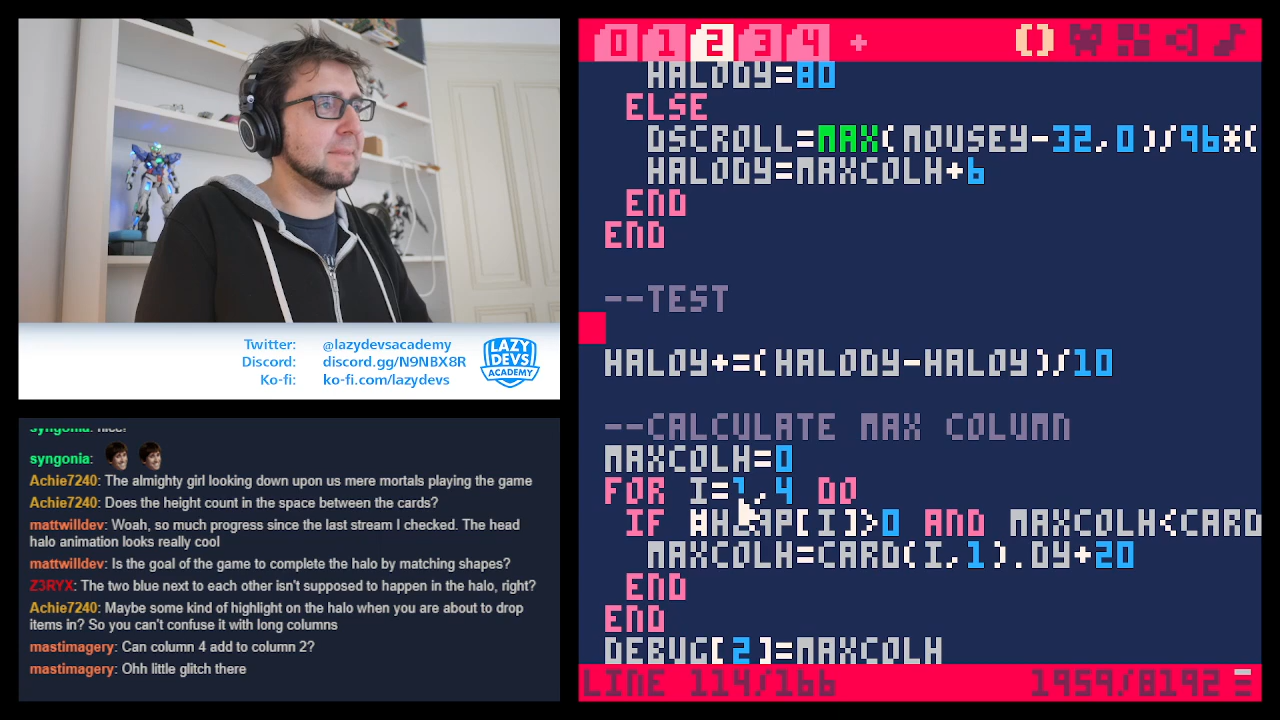 0 1 2 3 4 +
HALODY=80
ELSE
DSCROLL=MAX(MOUSEY-32,0)/96*(
HALODY=MAXCOLH+6
END
END
--TEST
HALOY+=(HALODY-HALOY)/10
--CALCULATE MAX COLUMN
MAXCOLH=0
FOR I=1,4 DO
IF [I]>0 AND MAXCOLH<CARD
MAXCOLH=CARD(I,1).DY+20
END
END
DEBUG[2]=MAXCOLH
LINE 114/166 1959/8192
Twitter: @lazydevsacademy
Discord: discord.gg/N9NBX8R
Ko-fi: ko-fi.com/lazydevs
LAZY
DEVS
ACADEMY
syngonia: nice!
syngonia:
Achie7240: The almighty girl looking down upon us mere mortals playing the game
Achie7240: Does the height count in the space between the cards?
mattwilldev: Woah, so much progress since the last stream I checked. The head
halo animation looks really cool
mattwilldev: Is the goal of the game to complete the halo by matching shapes?
Z3RYX: The two blue next to each other isn't supposed to happen in the halo, right?
Achie7240: Maybe some kind of highlight on the halo when you are about to drop
items in? So you can't confuse it with long columns
mastimagery: Can column 4 add to column 2?
mastimagery: Ohh little glitch there